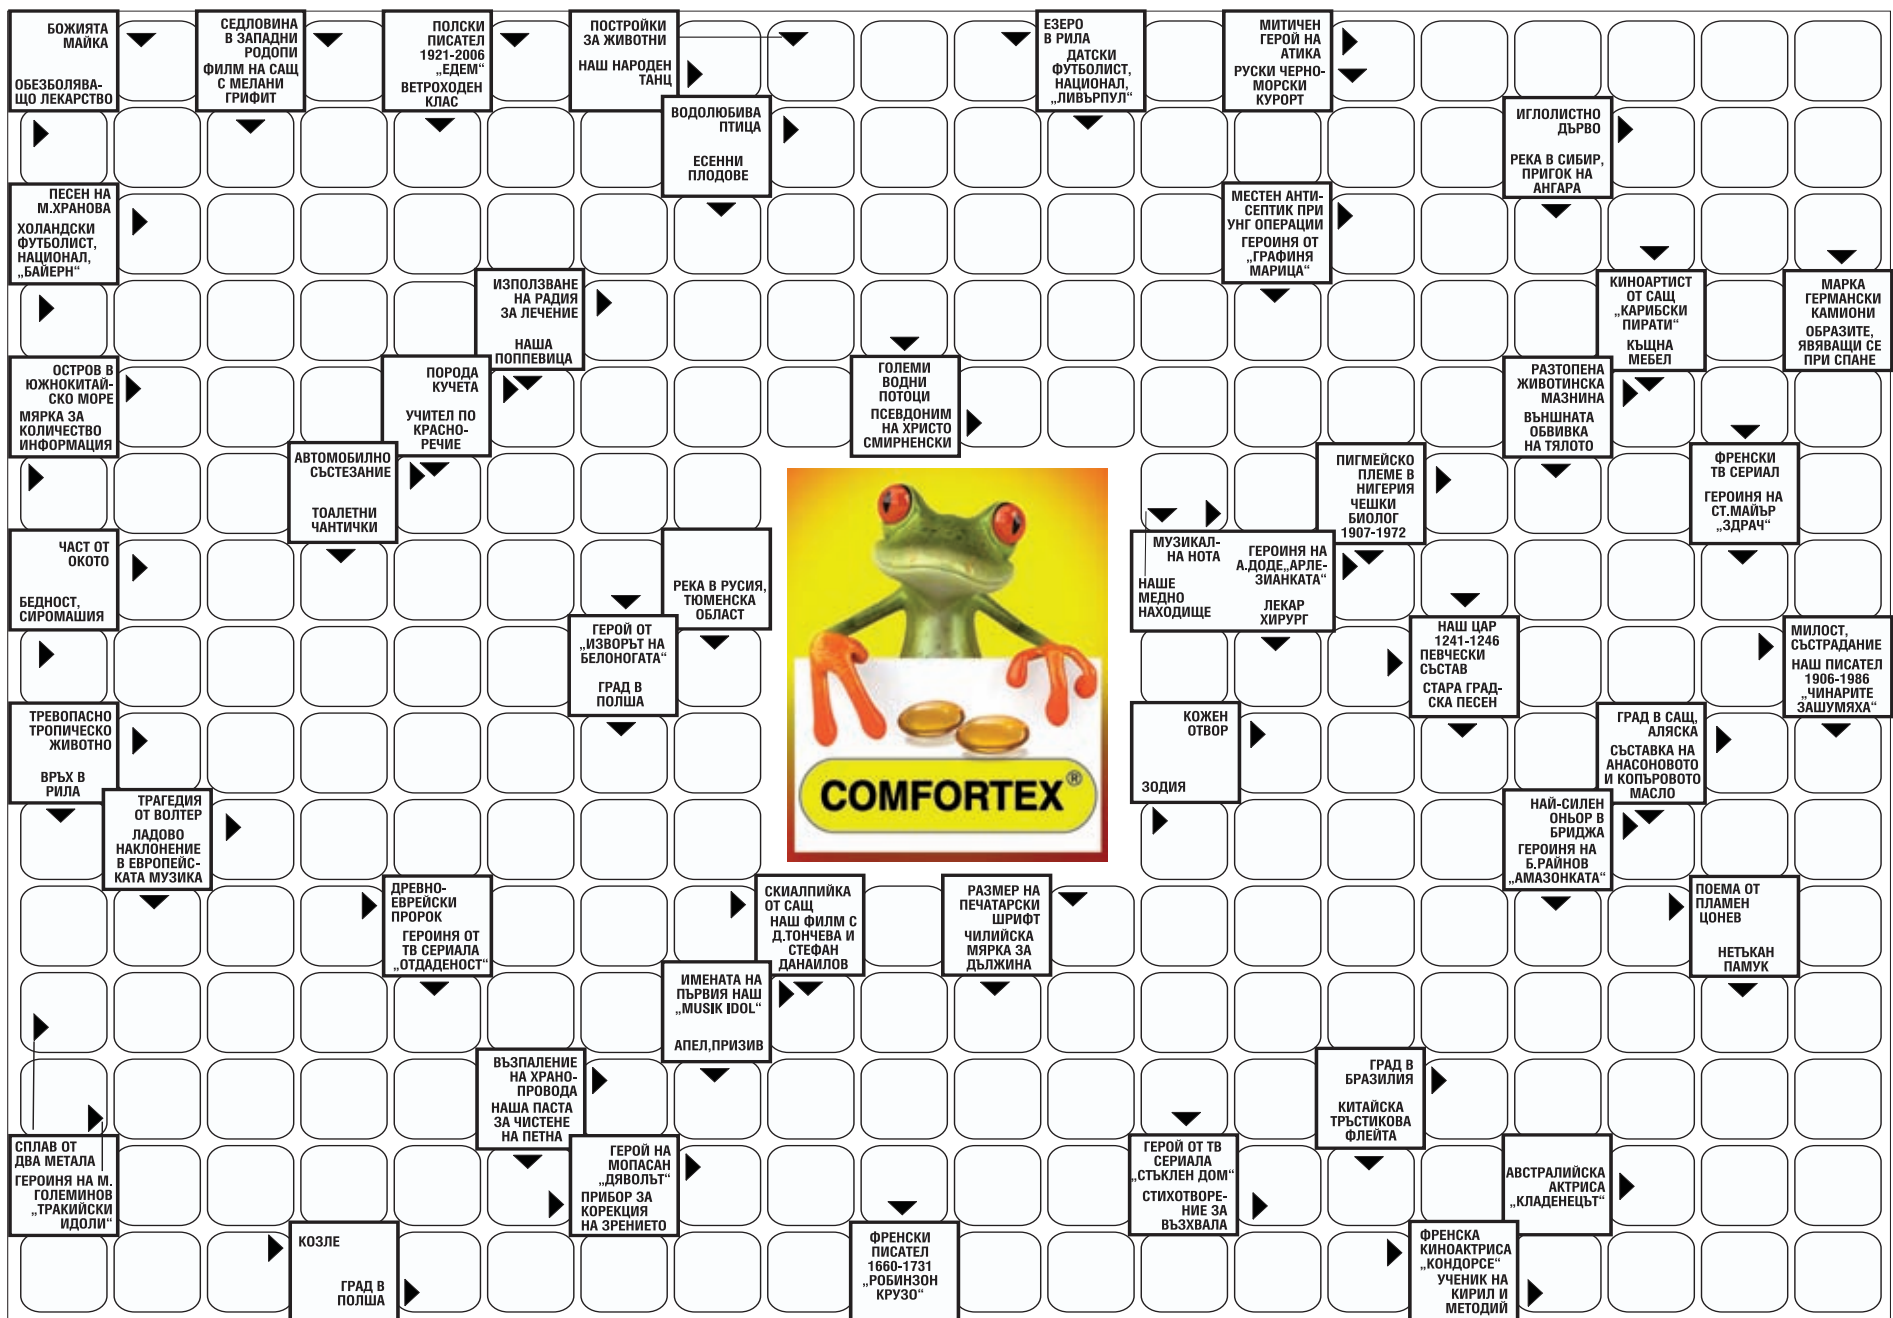 БОЖИЯТА
МАЙКА
ОБЕЗБОЛЯВА-
ЩО ЛЕКАРСТВО
СЕДЛОВИНА
В ЗАПАДНИ
РОДОПИ
ФИЛМ НА САЩ
С МЕЛАНИ
ГРИФИТ
ПОЛСКИ
ПИСАТЕЛ
1921-2006
„ЕДЕМ“
ВЕТРОХОДЕН
КЛАС
ПОСТРОЙКИ
ЗА ЖИВОТНИ
НАШ НАРОДЕН
ТАНЦ
ЕЗЕРО
В РИЛА
ДАТСКИ
ФУТБОЛИСТ,
НАЦИОНАЛ,
„ЛИВЪРПУЛ“
МИТИЧЕН
ГЕРОЙ НА
АТИКА
РУСКИ ЧЕРНО-
МОРСКИ
КУРОРТ
ВОДОЛЮБИВА
ПТИЦА
ЕСЕННИ
ПЛОДОВЕ
ИГЛОЛИСТНО
ДЪРВО
РЕКА В СИБИР,
ПРИГОК НА
АНГАРА
ПЕСЕН НА
М.ХРАНОВА
ХОЛАНДСКИ
ФУТБОЛИСТ,
НАЦИОНАЛ,
„БАЙЕРН“
МЕСТЕН АНТИ-
СЕПТИК ПРИ
УНГ ОПЕРАЦИИ
ГЕРОИНЯ ОТ
„ГРАФИНЯ
МАРИЦА“
ИЗПОЛЗВАНЕ
НА РАДИЯ
ЗА ЛЕЧЕНИЕ
НАША
ПОППЕВИЦА
КИНОАРТИСТ
ОТ САЩ
„КАРИБСКИ
ПИРАТИ“
КЪЩНА
МЕБЕЛ
МАРКА
ГЕРМАНСКИ
КАМИОНИ
ОБРАЗИТЕ,
ЯВЯВАЩИ СЕ
ПРИ СПАНЕ
ОСТРОВ В
ЮЖНОКИТАЙ-
СКО МОРЕ
МЯРКА ЗА
КОЛИЧЕСТВО
ИНФОРМАЦИЯ
ПОРОДА
КУЧЕТА
УЧИТЕЛ ПО
КРАСНО-
РЕЧИЕ
ГОЛЕМИ
ВОДНИ
ПОТОЦИ
ПСЕВДОНИМ
НА ХРИСТО
СМИРНЕНСКИ
РАЗТОПЕНА
ЖИВОТИНСКА
МАЗНИНА
ВЪНШНАТА
ОБВИВКА
НА ТЯЛОТО
АВТОМОБИЛНО
СЪСТЕЗАНИЕ
ТОАЛЕТНИ
ЧАНТИЧКИ
ПИГМЕЙСКО
ПЛЕМЕ В
НИГЕРИЯ
ЧЕШКИ
БИОЛОГ
1907-1972
ФРЕНСКИ
ТВ СЕРИАЛ
ГЕРОИНЯ НА
СТ.МАЙЪР
„ЗДРАЧ“
ЧАСТ ОТ
ОКОТО
БЕДНОСТ,
СИРОМАШИЯ
РЕКА В РУСИЯ,
ТЮМЕНСКА
ОБЛАСТ
МУЗИКАЛ-
НА НОТА
НАШЕ
МЕДНО
НАХОДИЩЕ
ГЕРОИНЯ НА
А.ДОДЕ„АРЛЕ-
ЗИАНКАТА“
ЛЕКАР
ХИРУРГ
ГЕРОЙ ОТ
„ИЗВОРЪТ НА
БЕЛОНОГАТА“
ГРАД В
ПОЛША
НАШ ЦАР
1241-1246
ПЕВЧЕСКИ
СЪСТАВ
СТАРА ГРАД-
СКА ПЕСЕН
МИЛОСТ,
СЪСТРАДАНИЕ
НАШ ПИСАТЕЛ
1906-1986
„ЧИНАРИТЕ
ЗАШУМЯХА“
ТРЕВОПАСНО
ТРОПИЧЕСКО
ЖИВОТНО
ВРЪХ В
РИЛА
КОЖЕН
ОТВОР
ЗОДИЯ
ГРАД В САЩ,
АЛЯСКА
СЪСТАВКА НА
АНАСОНОВОТО
И КОПЪРОВОТО
МАСЛО
COMFORTEX®
ТРАГЕДИЯ
ОТ ВОЛТЕР
ЛАДОВО
НАКЛОНЕНИЕ
В ЕВРОПЕЙС-
КАТА МУЗИКА
НАЙ-СИЛЕН
ОНЬОР В
БРИДЖА
ГЕРОИНЯ НА
Б.РАЙНОВ
„АМАЗОНКАТА“
ДРЕВНО-
ЕВРЕЙСКИ
ПРОРОК
ГЕРОИНЯ ОТ
ТВ СЕРИАЛА
„ОТДАДЕНОСТ“
СКИАЛПИЙКА
ОТ САЩ
НАШ ФИЛМ С
Д.ТОНЧЕВА И
СТЕФАН
ДАНАИЛОВ
РАЗМЕР НА
ПЕЧАТАРСКИ
ШРИФТ
ЧИЛИЙСКА
МЯРКА ЗА
ДЪЛЖИНА
ПОЕМА ОТ
ПЛАМЕН
ЦОНЕВ
НЕТЪКАН
ПАМУК
ИМЕНАТА НА
ПЪРВИЯ НАШ
„MUSIK IDOL“
АПЕЛ,ПРИЗИВ
ВЪЗПАЛЕНИЕ
НА ХРАНО-
ПРОВОДА
НАША ПАСТА
ЗА ЧИСТЕНЕ
НА ПЕТНА
ГРАД В
БРАЗИЛИЯ
КИТАЙСКА
ТРЪСТИКОВА
ФЛЕЙТА
СПЛАВ ОТ
ДВА МЕТАЛА
ГЕРОИНЯ НА М.
ГОЛЕМИНОВ
„ТРАКИЙСКИ
ИДОЛИ“
ГЕРОЙ НА
МОПАСАН
„ДЯВОЛЪТ“
ПРИБОР ЗА
КОРЕКЦИЯ
НА ЗРЕНИЕТО
ГЕРОЙ ОТ ТВ
СЕРИАЛА
„СТЪКЛЕН ДОМ“
СТИХОТВОРЕ-
НИЕ ЗА
ВЪЗХВАЛА
АВСТРАЛИЙСКА
АКТРИСА
„КЛАДЕНЕЦЪТ“
КОЗЛЕ
ГРАД В
ПОЛША
ФРЕНСКИ
ПИСАТЕЛ
1660-1731
„РОБИНЗОН
КРУЗО“
ФРЕНСКА
КИНОАКТРИСА
„КОНДОРСЕ“
УЧЕНИК НА
КИРИЛ И
МЕТОДИЙ